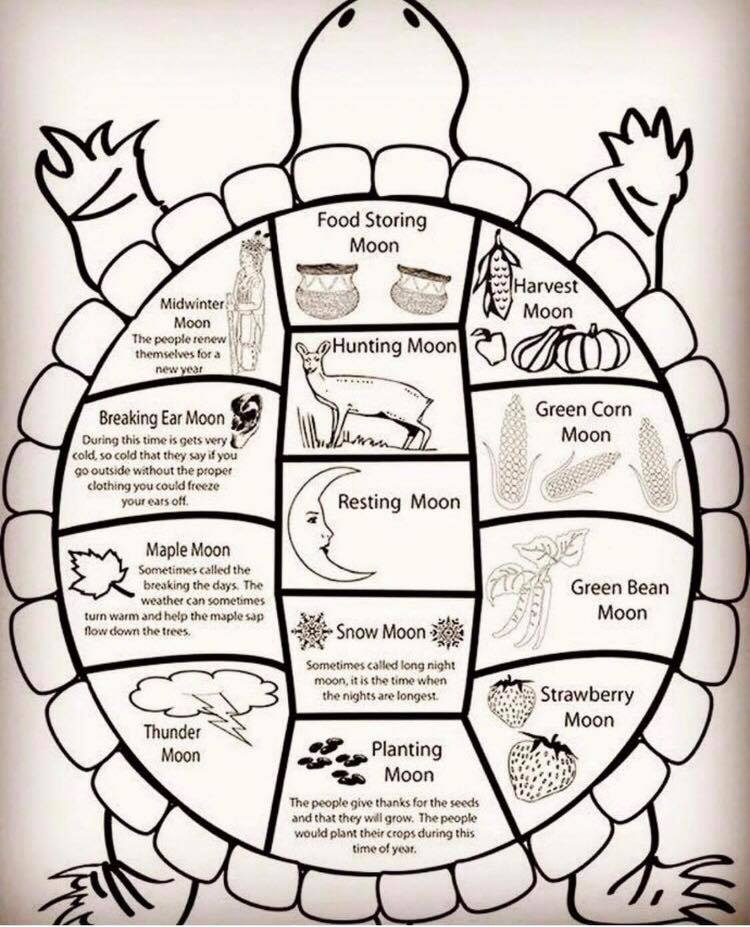 Food Storing
Moon
Midwinter
Moon
The people renew
themselves for a
new year
Harvest
Moon
Hunting Moon
Breaking Ear Moon
During this time is gets very
cold, so cold that they say if you
go outside without the proper
clothing you could freeze
your ears off.
Green Corn
Moon
Resting Moon
Maple Moon
Sometimes called the
breaking the days. The
weather can sometimes
turn warm and help the maple sap
flow down the trees.
Green Bean
Moon
Snow Moon
Sometimes called long night
moon, it is the time when
the nights are longest.
Thunder
Moon
Strawberry
Moon
Planting
Moon
The people give thanks for the seeds
and that they will grow. The people
would plant their crops during this
time of year.